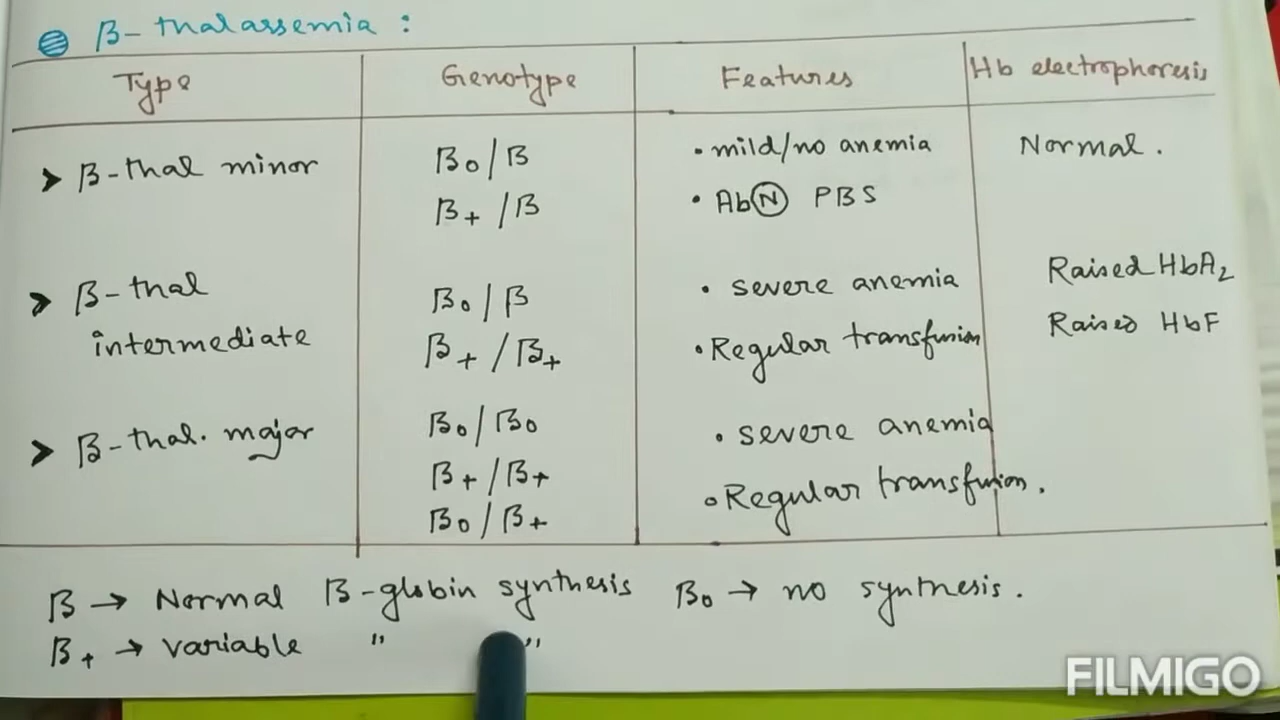 β-thalassemia :
Type Genotype Features Hb electrophoresis
β-thal minor β0/β • mild/no anemia Normal.
β+/β • AbN PBS
β-thal intermediate β0/β • severe anemia Raised HbA2
β+/β+ • Regular transfusion Raised HbF
β-thal. major β0/β0 • severe anemia
β+/β+ • Regular transfusion.
β0/β+
β → Normal β-globin synthesis β0 → no synthesis.
β+ → variable " "
FILMIGO